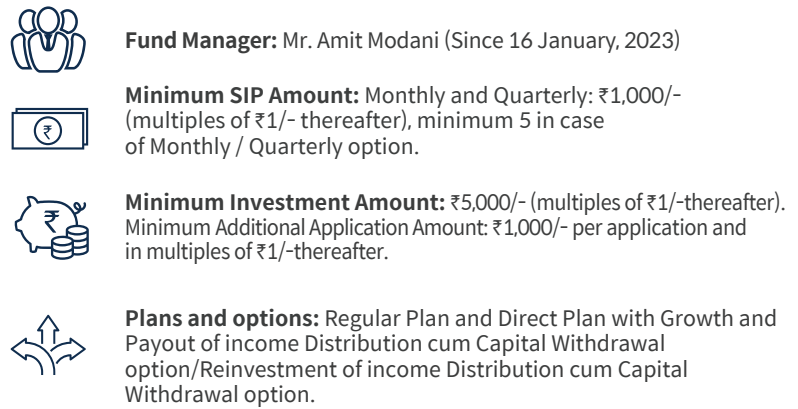 Fund Manager: Mr. Amit Modani (Since 16 January, 2023)
Minimum SIP Amount: Monthly and Quarterly: ₹1,000/-
(multiples of ₹1/- thereafter), minimum 5 in case
of Monthly / Quarterly option.
₹
Minimum Investment Amount: ₹5,000/- (multiples of ₹1/-thereafter).
Minimum Additional Application Amount: ₹1,000/- per application and
in multiples of ₹1/-thereafter.
₹
Plans and options: Regular Plan and Direct Plan with Growth and
Payout of income Distribution cum Capital Withdrawal
option/Reinvestment of income Distribution cum Capital
Withdrawal option.